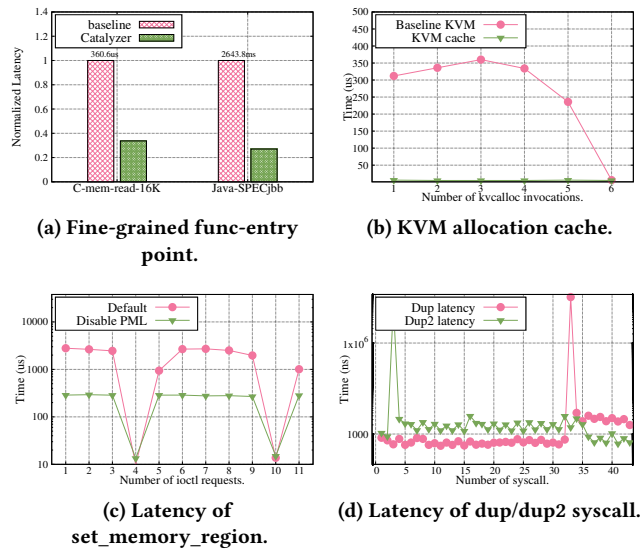 1.4
1.2
1
0.8
0.6
0.4
0.2
0
Normalized Latency
baseline
Catalyzer
360.6us
2643.8ms
C-mem-read-16K
Java-SPECjbb
(a) Fine-grained func-entry
point.
500
450
400
350
300
250
200
150
100
50
Time (us)
Baseline KVM
KVM cache
1 2 3 4 5 6
Number of kvcalloc invocations.
(b) KVM allocation cache.
10000
1000
100
10
Time (us)
Default
Disable PML
1 2 3 4 5 6 7 8 9 10 11
Number of ioctl requests.
(c) Latency of
set_memory_region.
1x10⁶
1000
Time (ns)
Dup latency
Dup2 latency
0 5 10 15 20 25 30 35 40
Number of syscall.
(d) Latency of dup/dup2 syscall.